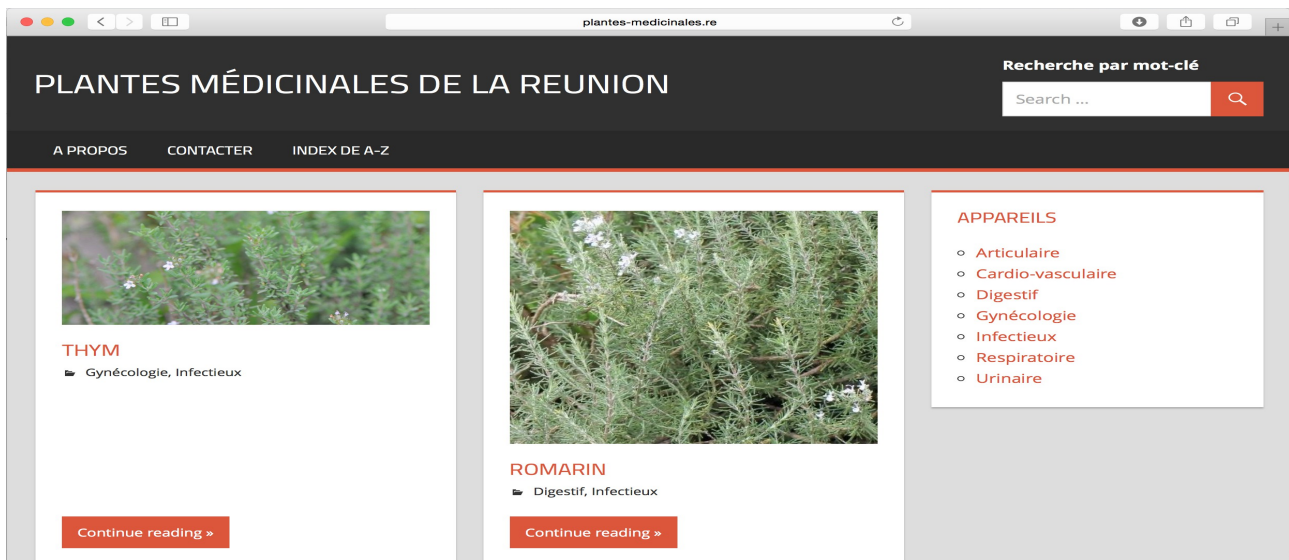 plantes-medicinales.re
PLANTES MÉDICINALES DE LA REUNION
Recherche par mot-clé
Search ...
A PROPOS
CONTACTER
INDEX DE A-Z
THYM
Gynécologie, Infectieux
Continue reading »
ROMARIN
Digestif, Infectieux
Continue reading »
APPAREILS
Articulaire
Cardio-vasculaire
Digestif
Gynécologie
Infectieux
Respiratoire
Urinaire